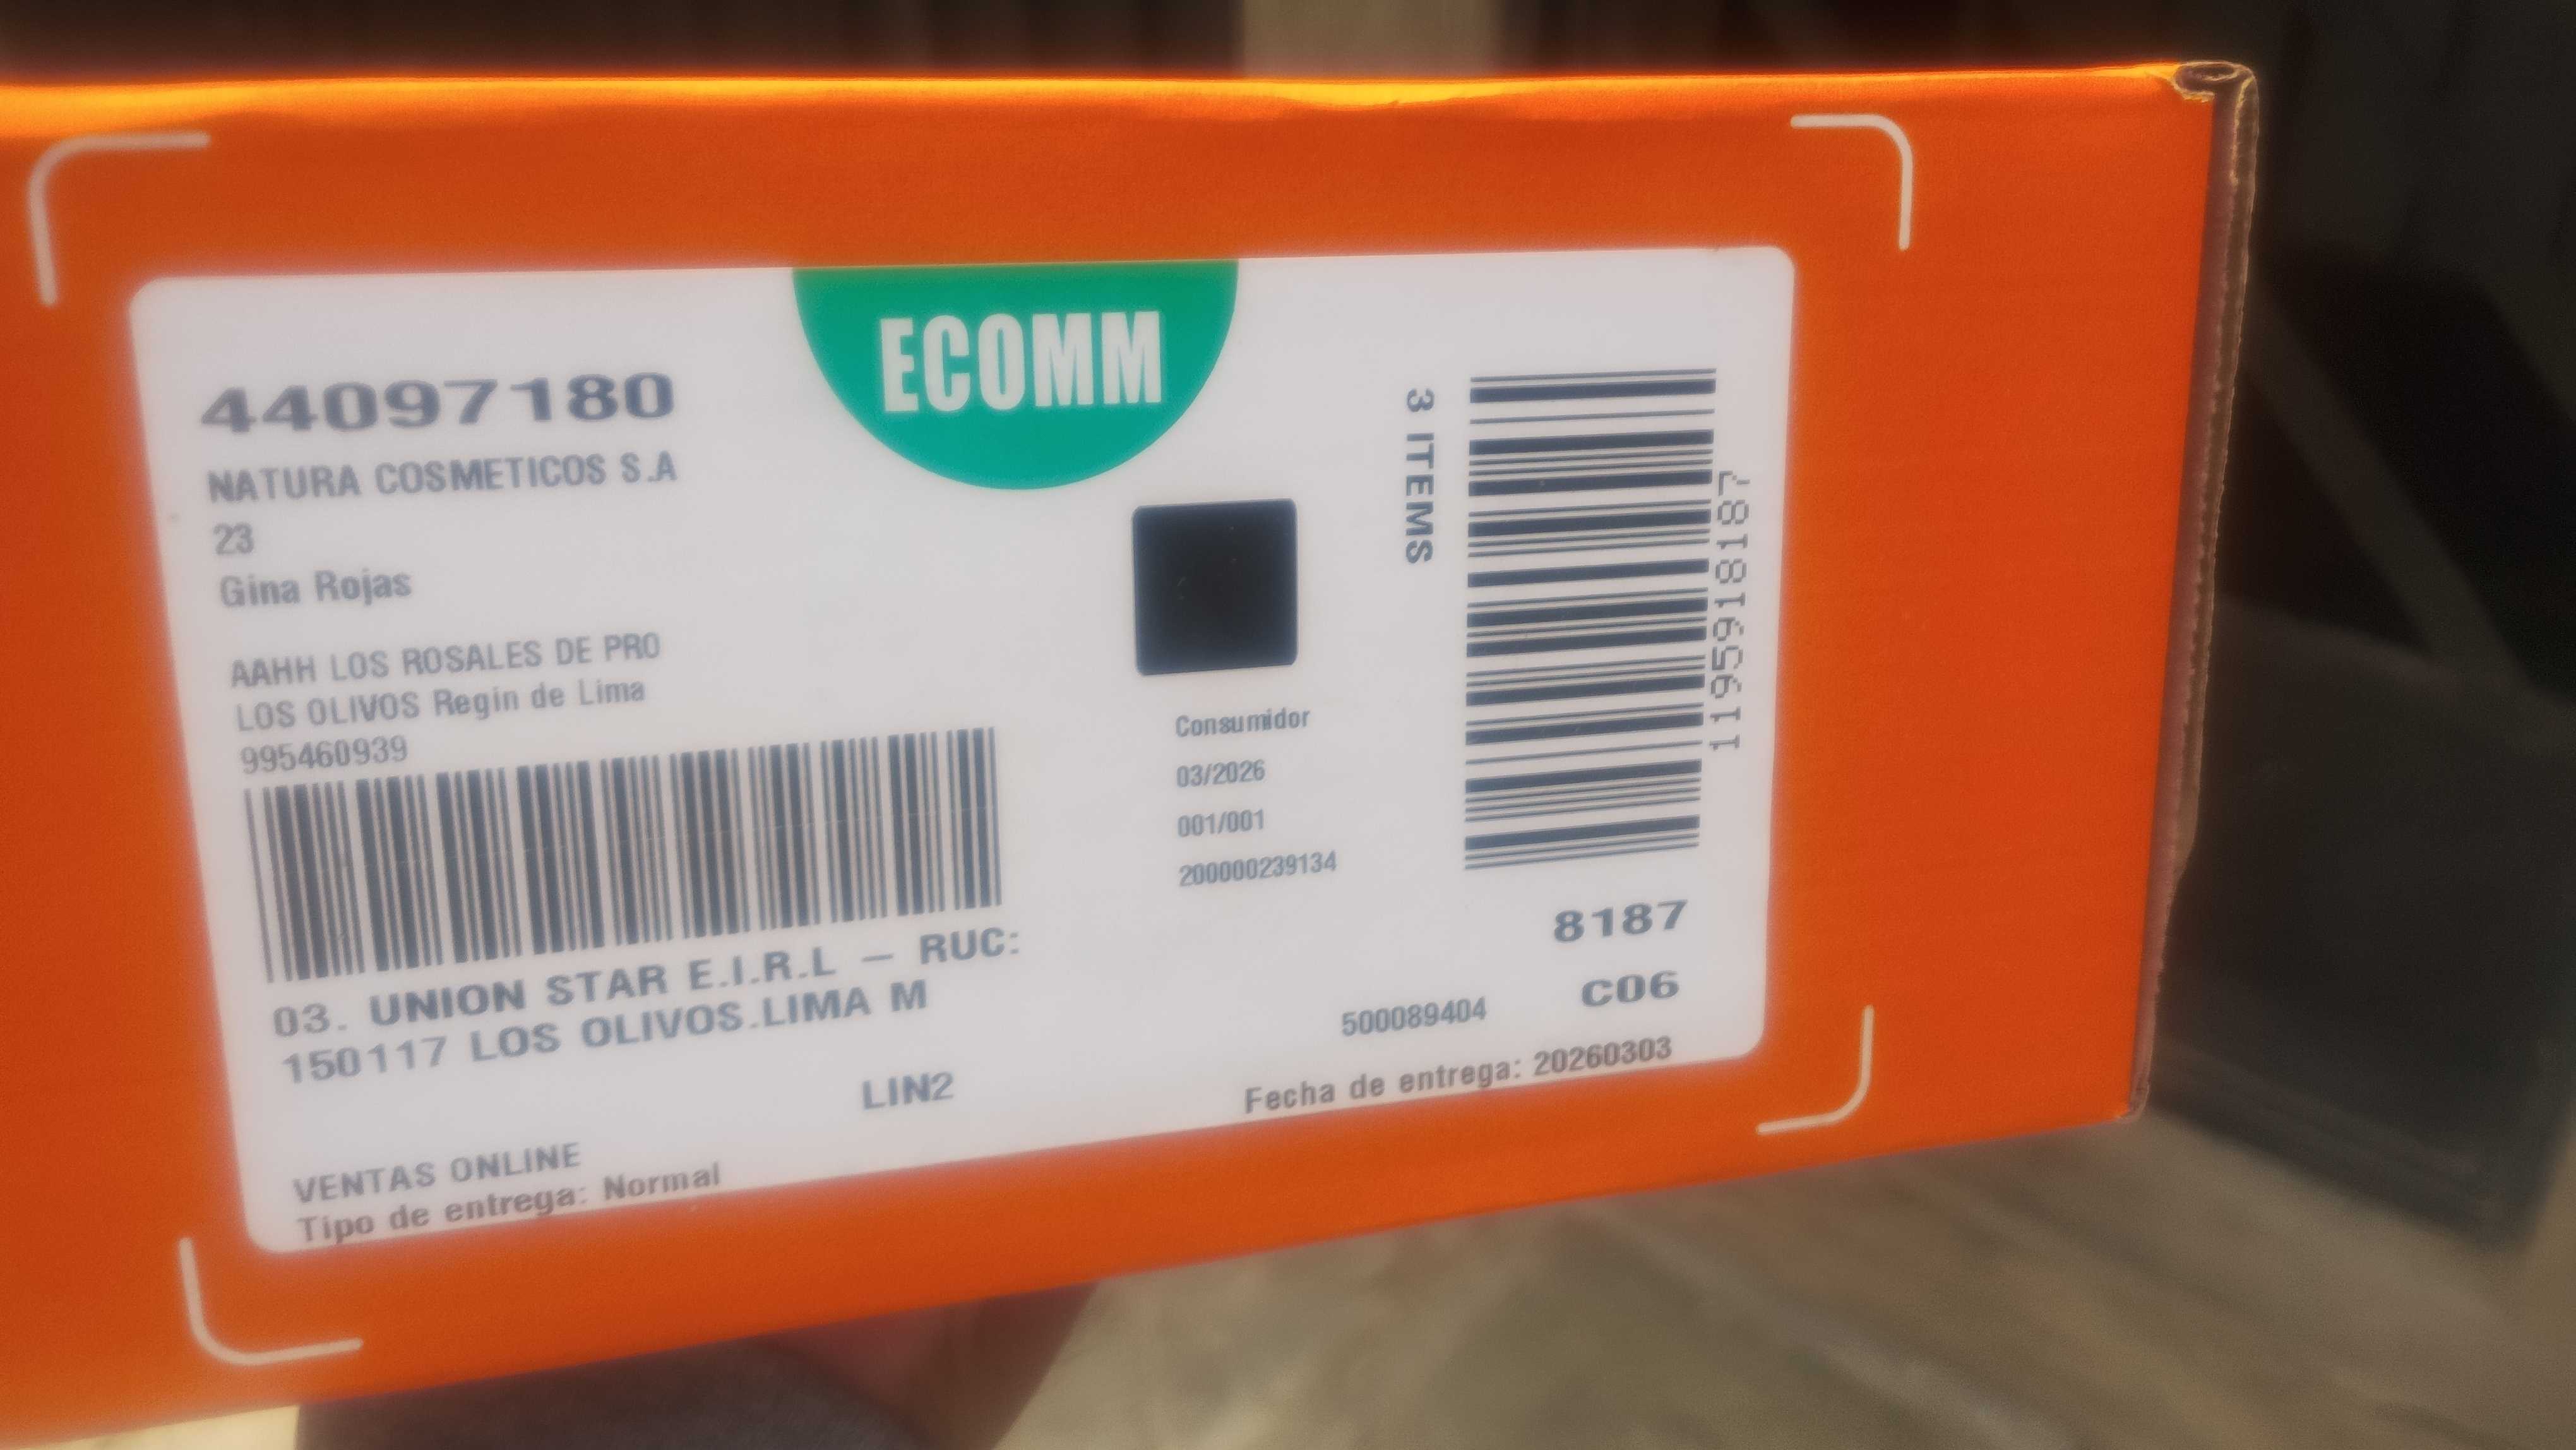 ECOMM
44097180
NATURA COSMETICOS S.A
23
Gina Rojas
AAHH LOS ROSALES DE PRO
LOS OLIVOS Regin de Lima
995460939
03. UNION STAR E.I.R.L – RUC:
150117 LOS OLIVOS.LIMA M
LIN2
VENTAS ONLINE
Tipo de entrega: Normal
3 ITEMS
1195918187
Consumidor
03/2026
001/001
200000239134
8187
C06
500089404
Fecha de entrega: 20260303